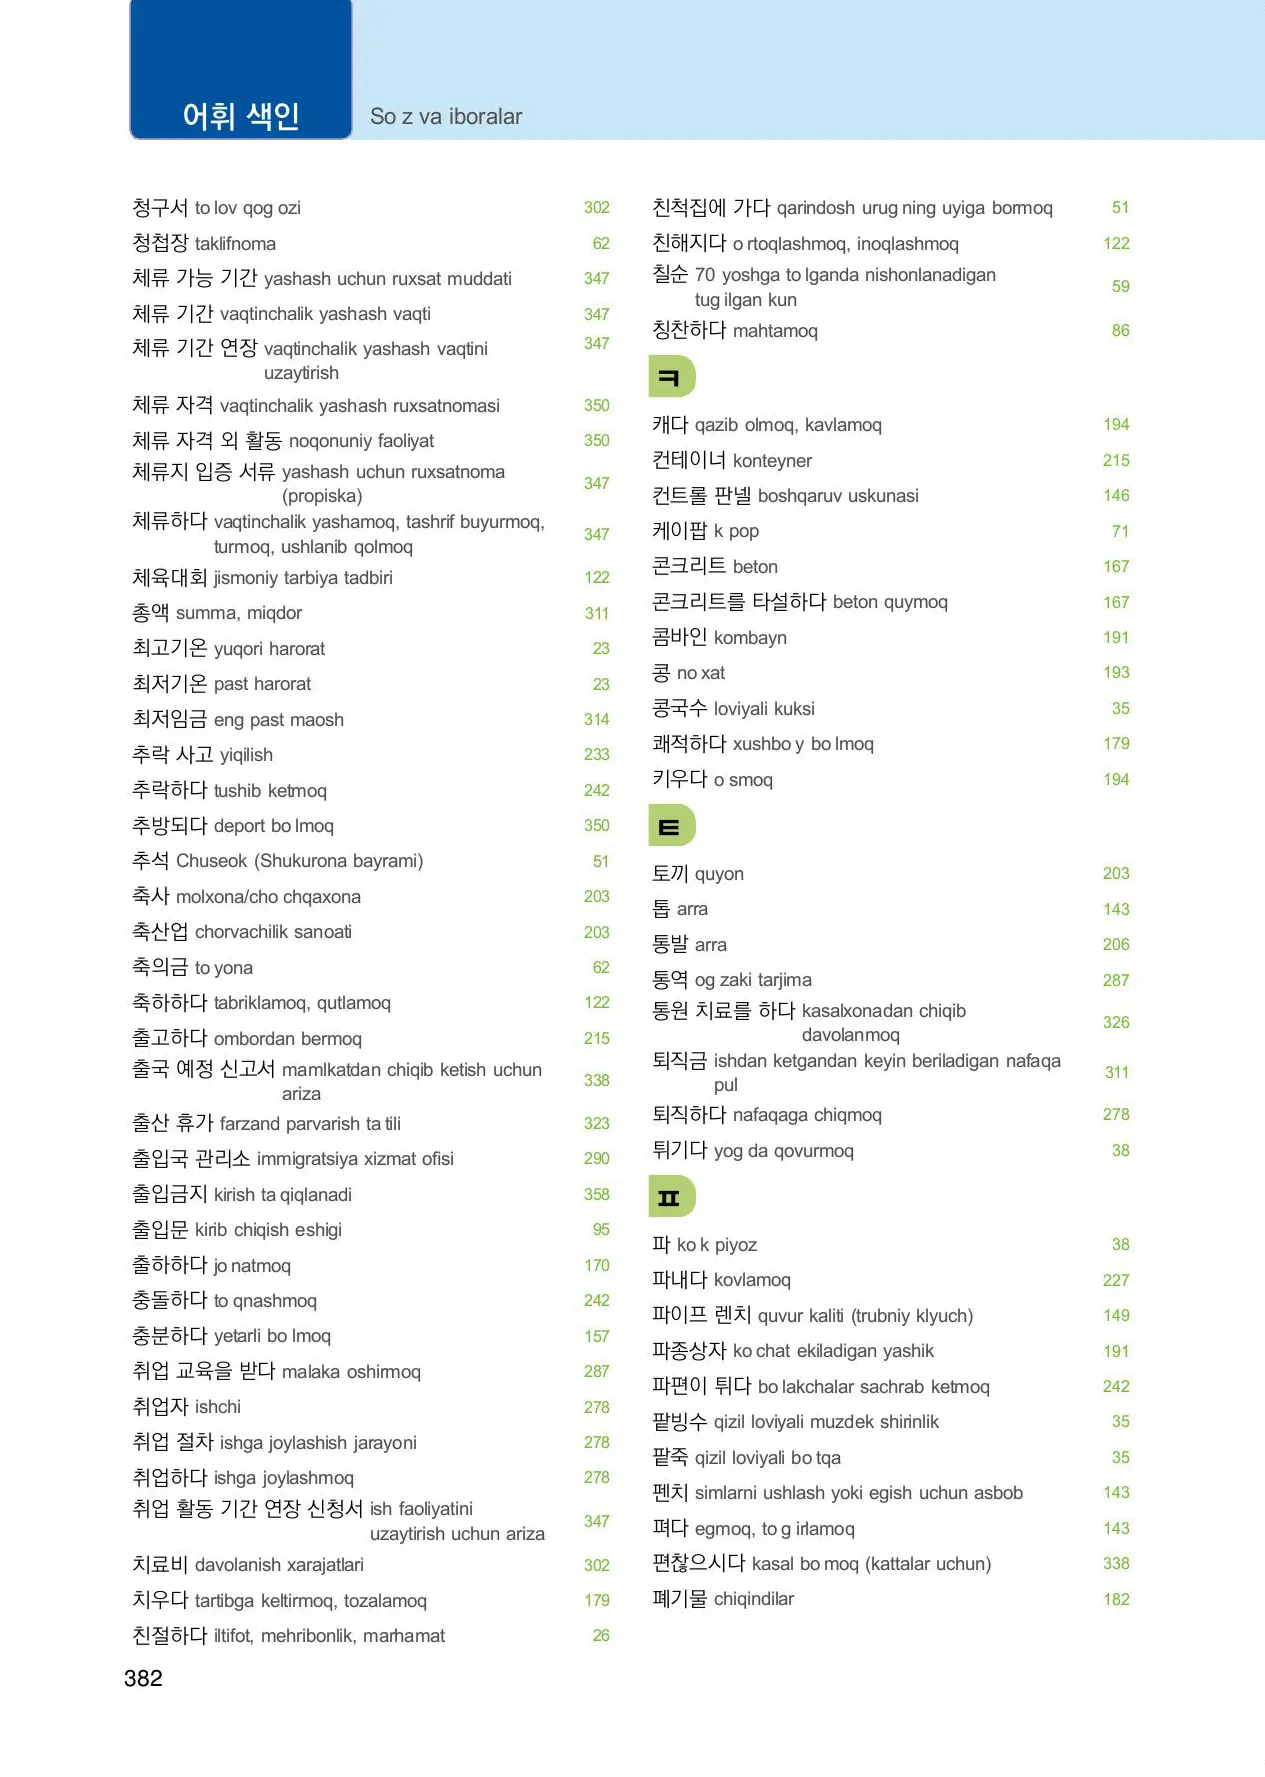 어휘 색인
So z va iboralar
청구서 to lov qog ozi 302
청첩장 taklifnoma 62
체류 가능 기간 yashash uchun ruxsat muddati 347
체류 기간 vaqtinchalik yashash vaqti 347
체류 기간 연장 vaqtinchalik yashash vaqtini 347
uzaytirish
체류 자격 vaqtinchalik yashash ruxsatnomasi 350
체류 자격 외 활동 noqonuniy faoliyat 350
체류지 입증 서류 yashash uchun ruxsatnoma 347
(propiska)
체류하다 vaqtinchalik yashamoq, tashrif buyurmoq, 347
turmoq, ushlanib qolmoq
체육대회 jismoniy tarbiya tadbiri 122
총액 summa, miqdor 311
최고기온 yuqori harorat 23
최저기온 past harorat 23
최저임금 eng past maosh 314
추락 사고 yiqilish 233
추락하다 tushib ketmoq 242
추방되다 deport bo lmoq 350
추석 Chuseok (Shukurona bayrami) 51
축사 molxona/cho chqaxona 203
축산업 chorvachilik sanoati 203
축의금 to yona 62
축하하다 tabriklamoq, qutlamoq 122
출고하다 ombordan bermoq 215
출국 예정 신고서 mamlkatdan chiqib ketish uchun 338
ariza
출산 휴가 farzand parvarish ta tili 323
출입국 관리소 immigratsiya xizmat ofisi 290
출입금지 kirish ta qiqlanadi 358
출입문 kirib chiqish eshigi 95
출하하다 jo natmoq 170
충돌하다 to qnashmoq 242
충분하다 yetarli bo lmoq 157
취업 교육을 받다 malaka oshirmoq 287
취업자 ishchi 278
취업 절차 ishga joylashish jarayoni 278
취업하다 ishga joylashmoq 278
취업 활동 기간 연장 신청서 ish faoliyatini 347
uzaytirish uchun ariza
치료비 davolanish xarajatlari 302
치우다 tartibga keltirmoq, tozalamoq 179
친절하다 iltifot, mehribonlik, marhamat 26
친척집에 가다 qarindosh urug ning uyiga bormoq 51
친해지다 o rtoqlashmoq, inoqlashmoq 122
칠순 70 yoshga to lganda nishonlanadigan 59
tug ilgan kun
칭찬하다 mahtamoq 86
ㅋ
캐다 qazib olmoq, kavlamoq 194
컨테이너 konteyner 215
컨트롤 판넬 boshqaruv uskunasi 146
케이팝 k pop 71
콘크리트 beton 167
콘크리트를 타설하다 beton quymoq 167
콤바인 kombayn 191
콩 no xat 193
콩국수 loviyali kuksi 35
쾌적하다 xushbo y bo lmoq 179
키우다 o smoq 194
ㅌ
토끼 quyon 203
톱 arra 143
통발 arra 206
통역 og zaki tarjima 287
통원 치료를 하다 kasalxonadan chiqib 326
davolanmoq
퇴직금 ishdan ketgandan keyin beriladigan nafaqa 311
pul
퇴직하다 nafaqaga chiqmoq 278
튀기다 yog da qovurmoq 38
ㅍ
파 ko k piyoz 38
파내다 kovlamoq 227
파이프 렌치 quvur kaliti (trubniy klyuch) 149
파종상자 ko chat ekiladigan yashik 191
파편이 튀다 bo lakchalar sachrab ketmoq 242
팥빙수 qizil loviyali muzdek shirinlik 35
팥죽 qizil loviyali bo tqa 35
펜치 simlarni ushlash yoki egish uchun asbob 143
펴다 egmoq, to g irlamoq 143
편찮으시다 kasal bo moq (kattalar uchun) 338
폐기물 chiqindilar 182
382